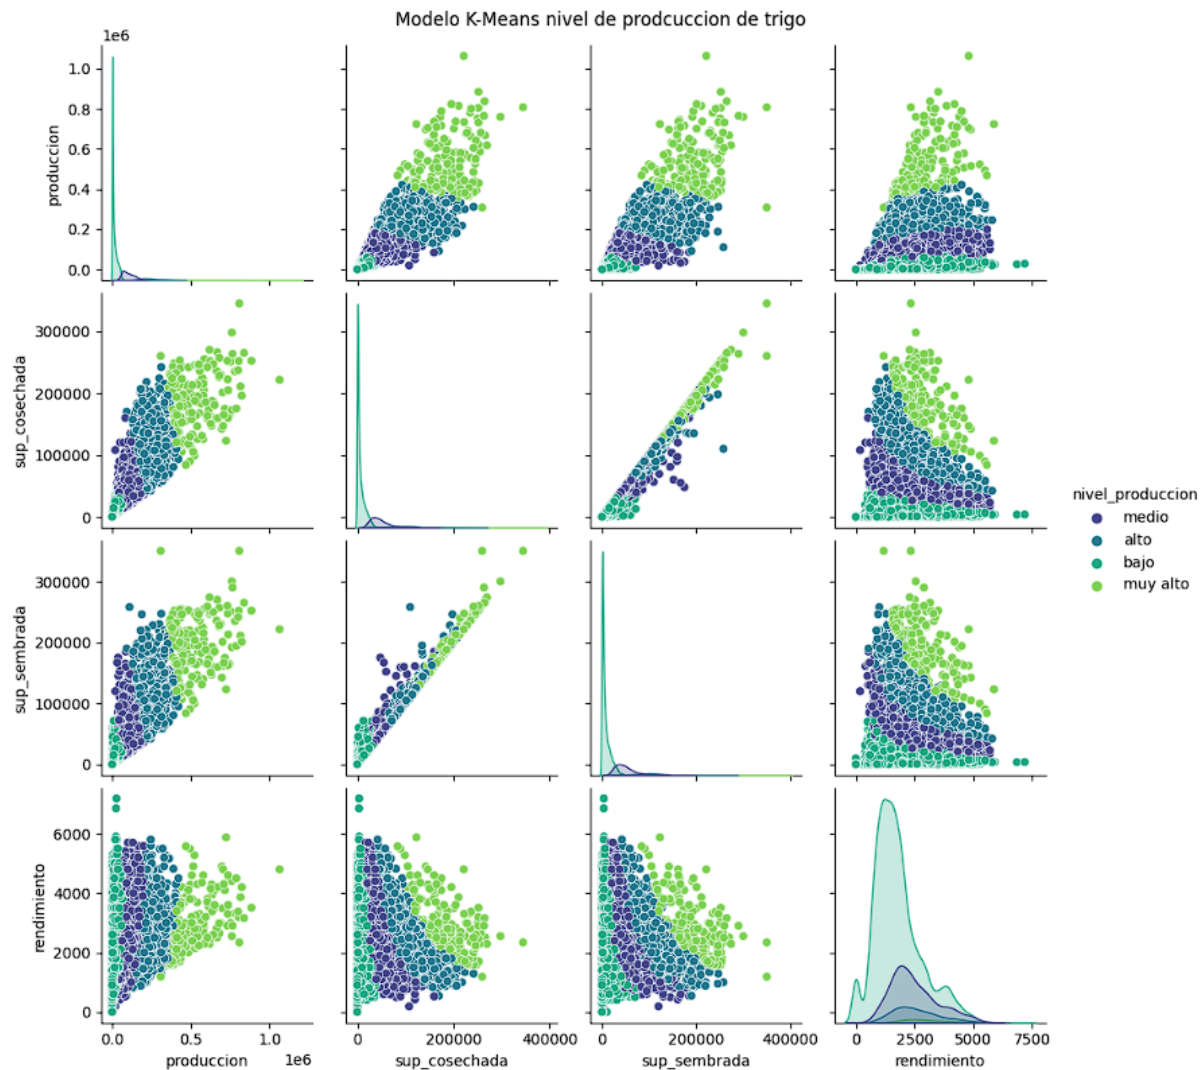 Modelo K-Means nivel de prodcuccion de trigo
1e6
1.0
0.8
0.6
0.4
0.2
0.0
produccion
300000
200000
100000
0
sup_cosechada
300000
200000
100000
0
sup_sembrada
6000
4000
2000
0
rendimiento
0.0 1.0
1e6
produccion
0 200000 400000
sup_cosechada
0 200000 400000
sup_sembrada
0 2500 5000 7500
rendimiento
nivel_produccion
medio
alto
bajo
muy alto